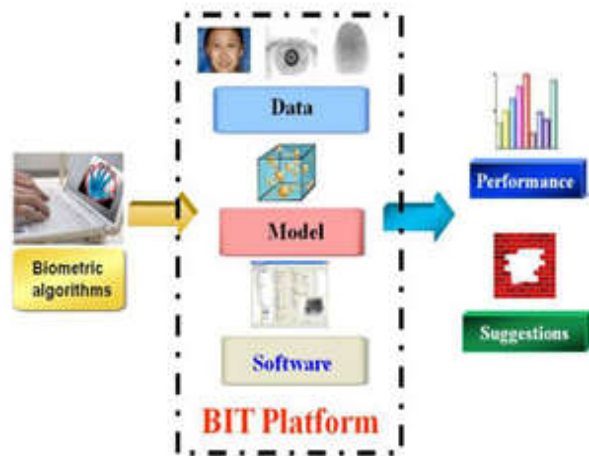 Biometric
algorithms
Data
Model
Software
BIT Platform
Performance
Suggestions